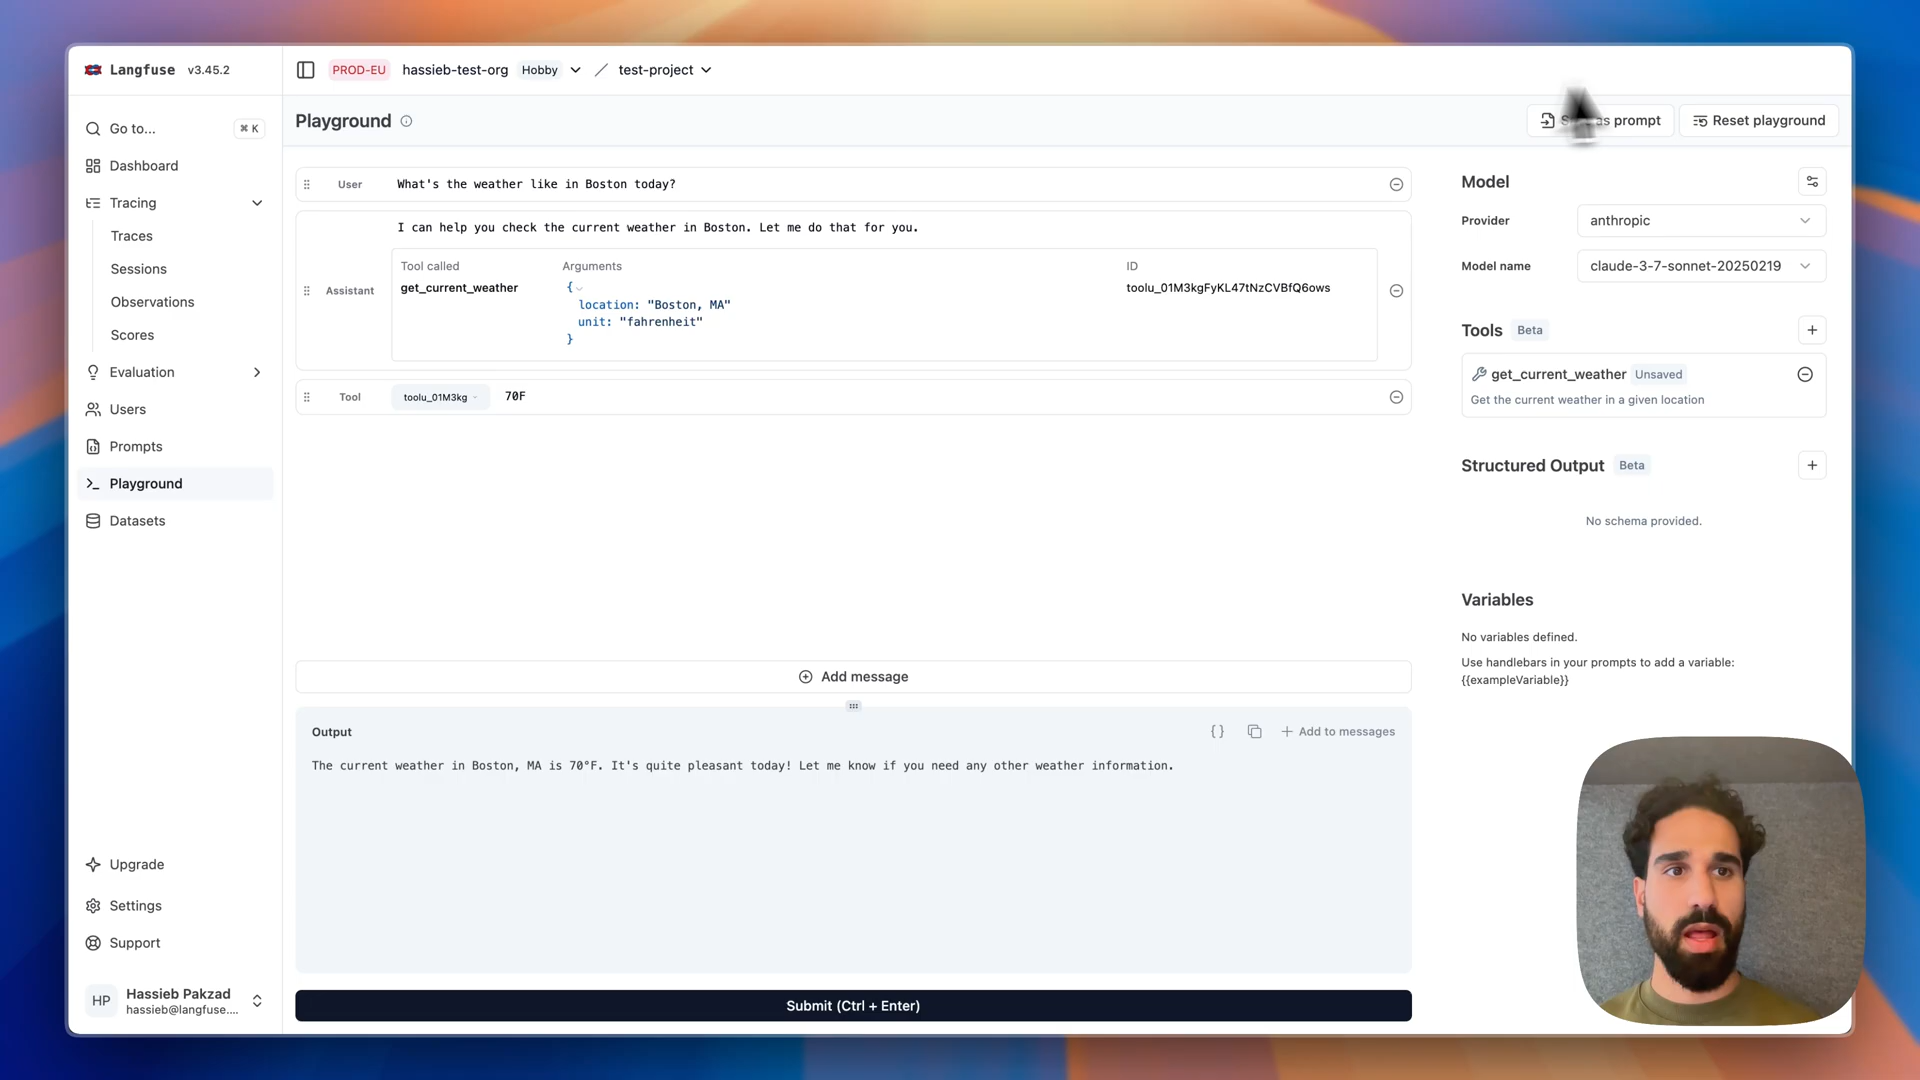 Langfuse v3.45.2
PROD-EU hassieb-test-org Hobby / test-project
Go to... ⌘ K
Dashboard
Tracing
Traces
Sessions
Observations
Scores
Evaluation
Users
Prompts
Playground
Datasets
Upgrade
Settings
Support
HP Hassieb Pakzad
hassieb@langfuse....
Playground
as prompt
Reset playground
User What's the weather like in Boston today?
I can help you check the current weather in Boston. Let me do that for you.
Assistant
Tool called Arguments ID
get_current_weather { toolu_01M3kgFyKL47tNzCVBfQ6ows
location: "Boston, MA"
unit: "fahrenheit"
}
Tool toolu_01M3kg 70F
Add message
Output {} + Add to messages
The current weather in Boston, MA is 70°F. It's quite pleasant today! Let me know if you need any other weather information.
Submit (Ctrl + Enter)
Model
Provider anthropic
Model name claude-3-7-sonnet-20250219
Tools Beta
get_current_weather Unsaved
Get the current weather in a given location
Structured Output Beta
No schema provided.
Variables
No variables defined.
Use handlebars in your prompts to add a variable:
{{exampleVariable}}